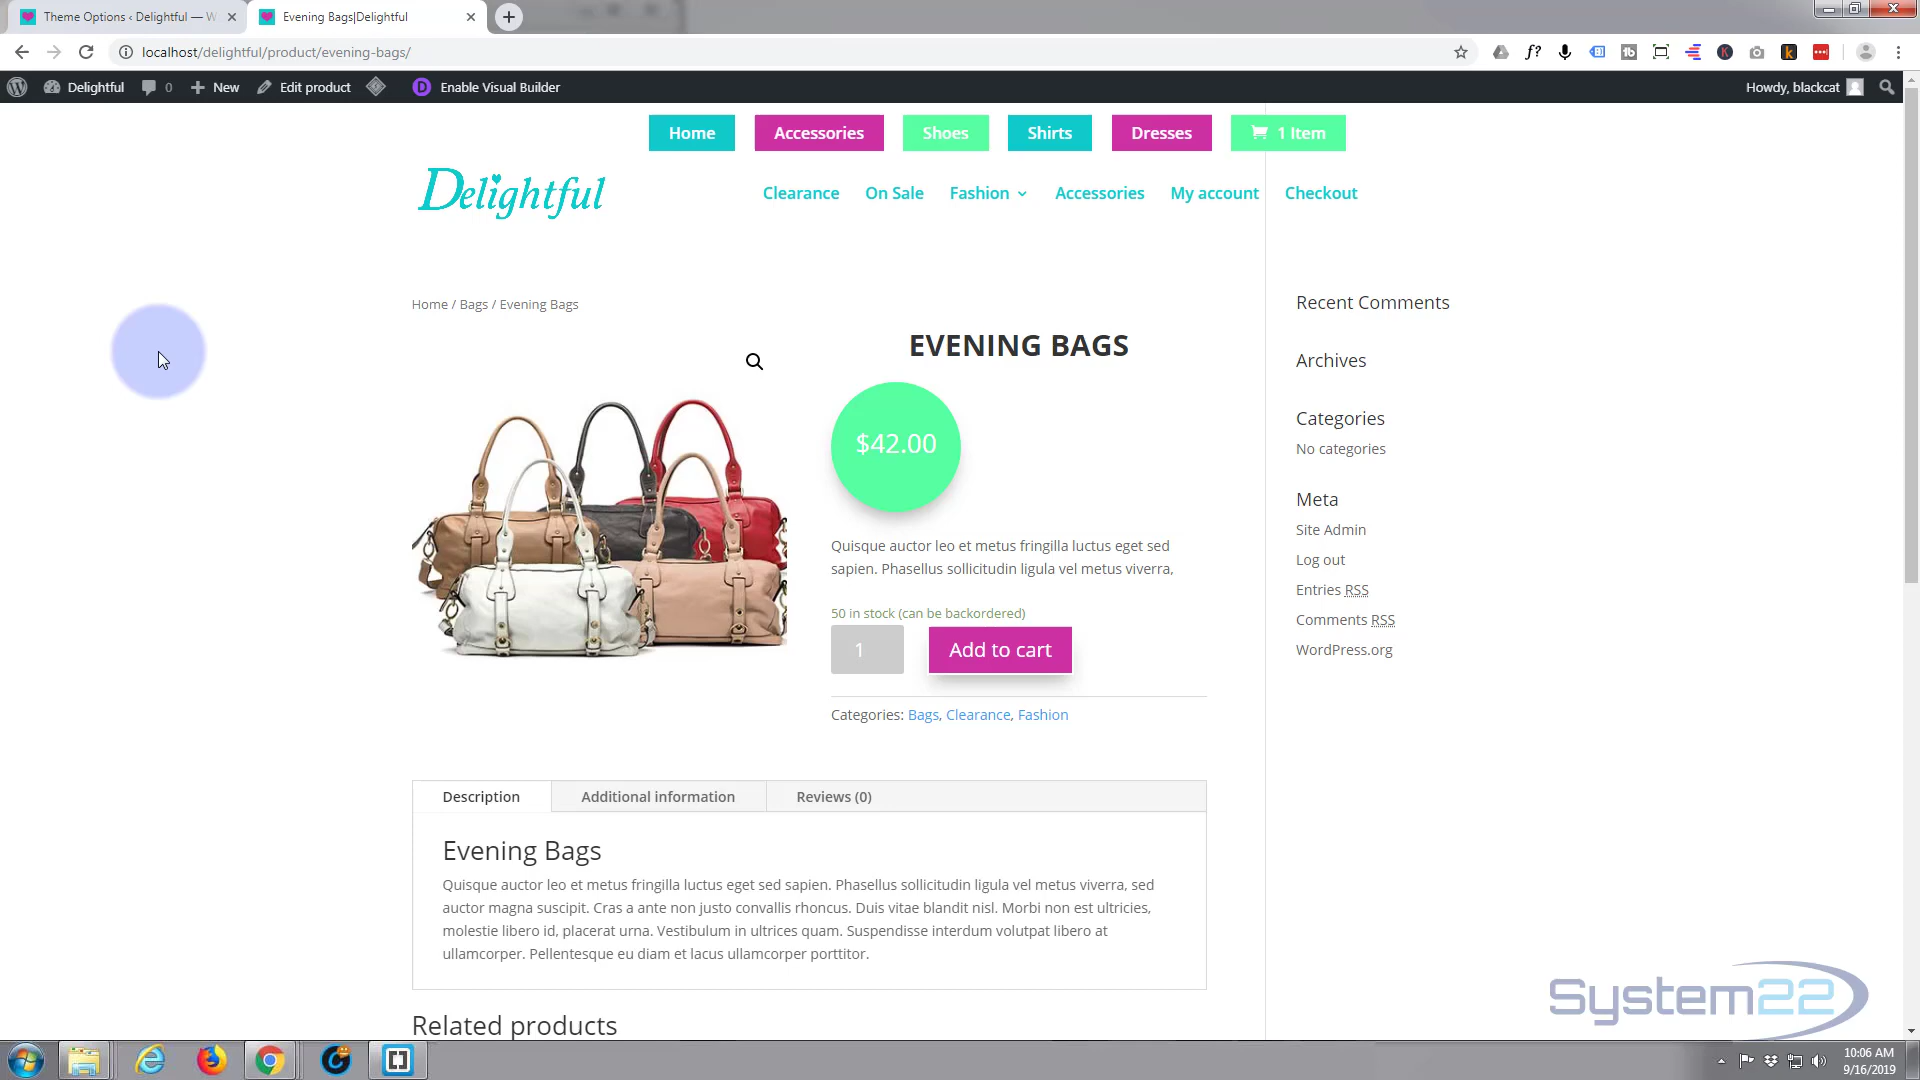 Theme Options ‹ Delightful — W
Evening Bags|Delightful
localhost/delightful/product/evening-bags/
Delightful
0
New
Edit product
D
Enable Visual Builder
Howdy, blackcat
Home
Accessories
Shoes
Shirts
Dresses
1 Item
Delightful
Clearance
On Sale
Fashion
Accessories
My account
Checkout
Home / Bags / Evening Bags
EVENING BAGS
$42.00
Quisque auctor leo et metus fringilla luctus eget sed
sapien. Phasellus sollicitudin ligula vel metus viverra,
50 in stock (can be backordered)
1
Add to cart
Categories: Bags, Clearance, Fashion
Recent Comments
Archives
Categories
No categories
Meta
Site Admin
Log out
Entries RSS
Comments RSS
WordPress.org
Description
Additional information
Reviews (0)
Evening Bags
Quisque auctor leo et metus fringilla luctus eget sed sapien. Phasellus sollicitudin ligula vel metus viverra, sed
auctor magna suscipit. Cras a ante non justo convallis rhoncus. Duis vitae blandit nisl. Morbi non est ultricies,
molestie libero id, placerat urna. Vestibulum in ultrices quam. Suspendisse interdum volutpat libero at
ullamcorper. Pellentesque eu diam et lacus ullamcorper porttitor.
Related products
System22
10:06 AM
9/16/2019